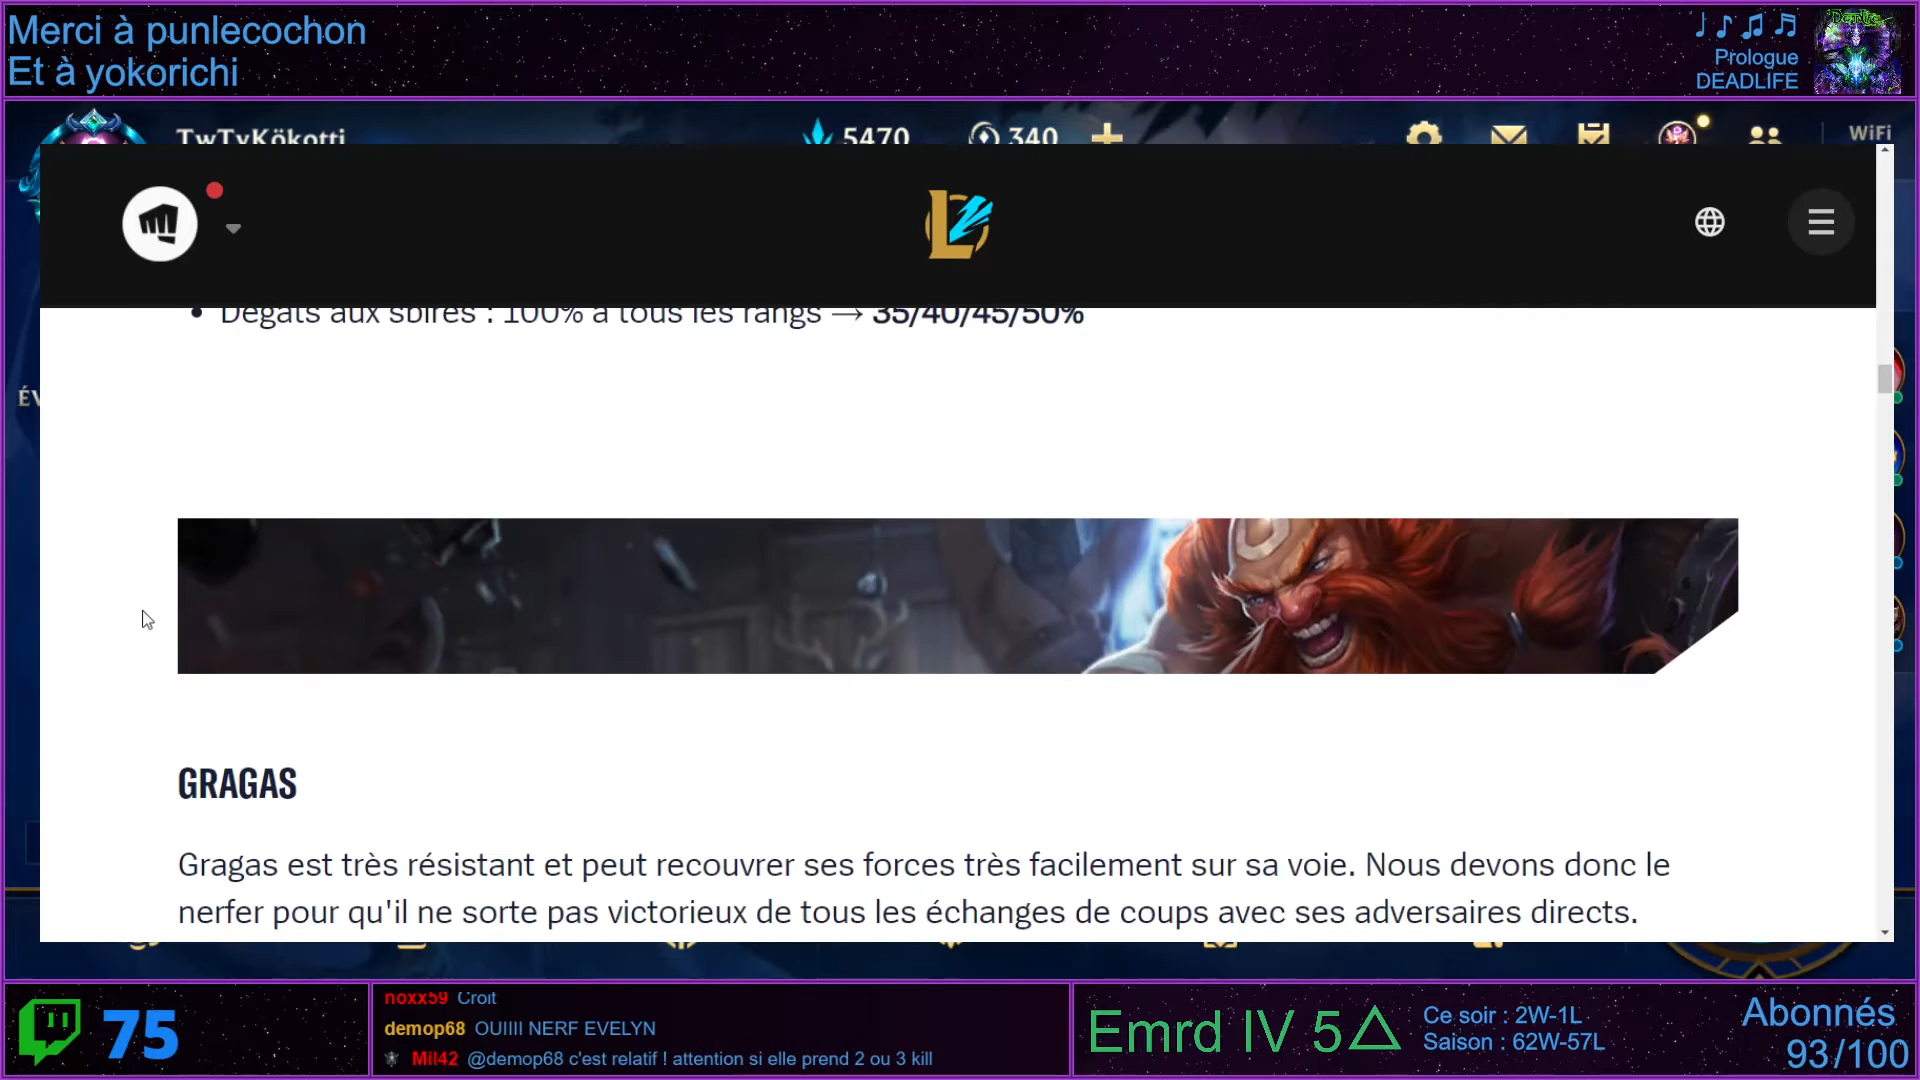 Merci à punlecochon
Et à yokorichi
Prologue
DEADLIFE
TwTvKökotti
5470
340
WiFi
Dégâts aux sbires : 100% à tous les rangs → 35/40/45/50%
GRAGAS
Gragas est très résistant et peut recouvrer ses forces très facilement sur sa voie. Nous devons donc le
nerfer pour qu'il ne sorte pas victorieux de tous les échanges de coups avec ses adversaires directs.
75
noxx59 Croit
demop68 OUIIII NERF EVELYN
Mil42 @demop68 c'est relatif ! attention si elle prend 2 ou 3 kill
Emrd IV 5
Ce soir : 2W-1L
Saison : 62W-57L
Abonnés
93/100